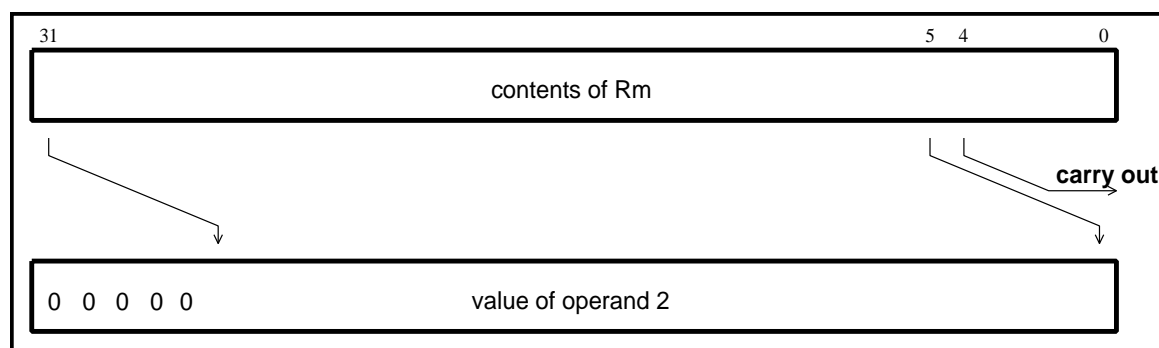 31 5 4 0
contents of Rm
carry out
0 0 0 0 0 value of operand 2